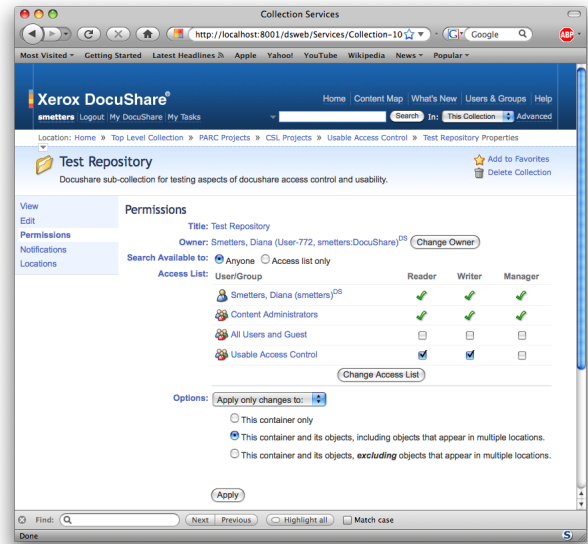 Collection Services
http://localhost:8001/dsweb/Services/Collection-10
Google
ABP
Most Visited Getting Started Latest Headlines Apple Yahoo! YouTube Wikipedia News Popular
Xerox DocuShare®
Home Content Map What's New Users & Groups Help
smetters Logout My DocuShare My Tasks
Search In: This Collection Advanced
Location: Home » Top Level Collection » PARC Projects » CSL Projects » Usable Access Control » Test Repository Properties
Test Repository
Docushare sub-collection for testing aspects of docushare access control and usability.
Add to Favorites
Delete Collection
View
Edit
Permissions
Notifications
Locations
Permissions
Title: Test Repository
Owner: Smetters, Diana (User-772, smetters:DocuShare)DS Change Owner
Search Available to: Anyone Access list only
Access List: User/Group Reader Writer Manager
Smetters, Diana (smetters)DS
Content Administrators
All Users and Guest
Usable Access Control
Change Access List
Options: Apply only changes to:
This container only
This container and its objects, including objects that appear in multiple locations.
This container and its objects, excluding objects that appear in multiple locations.
Apply
Find: Next Previous Highlight all Match case
Done